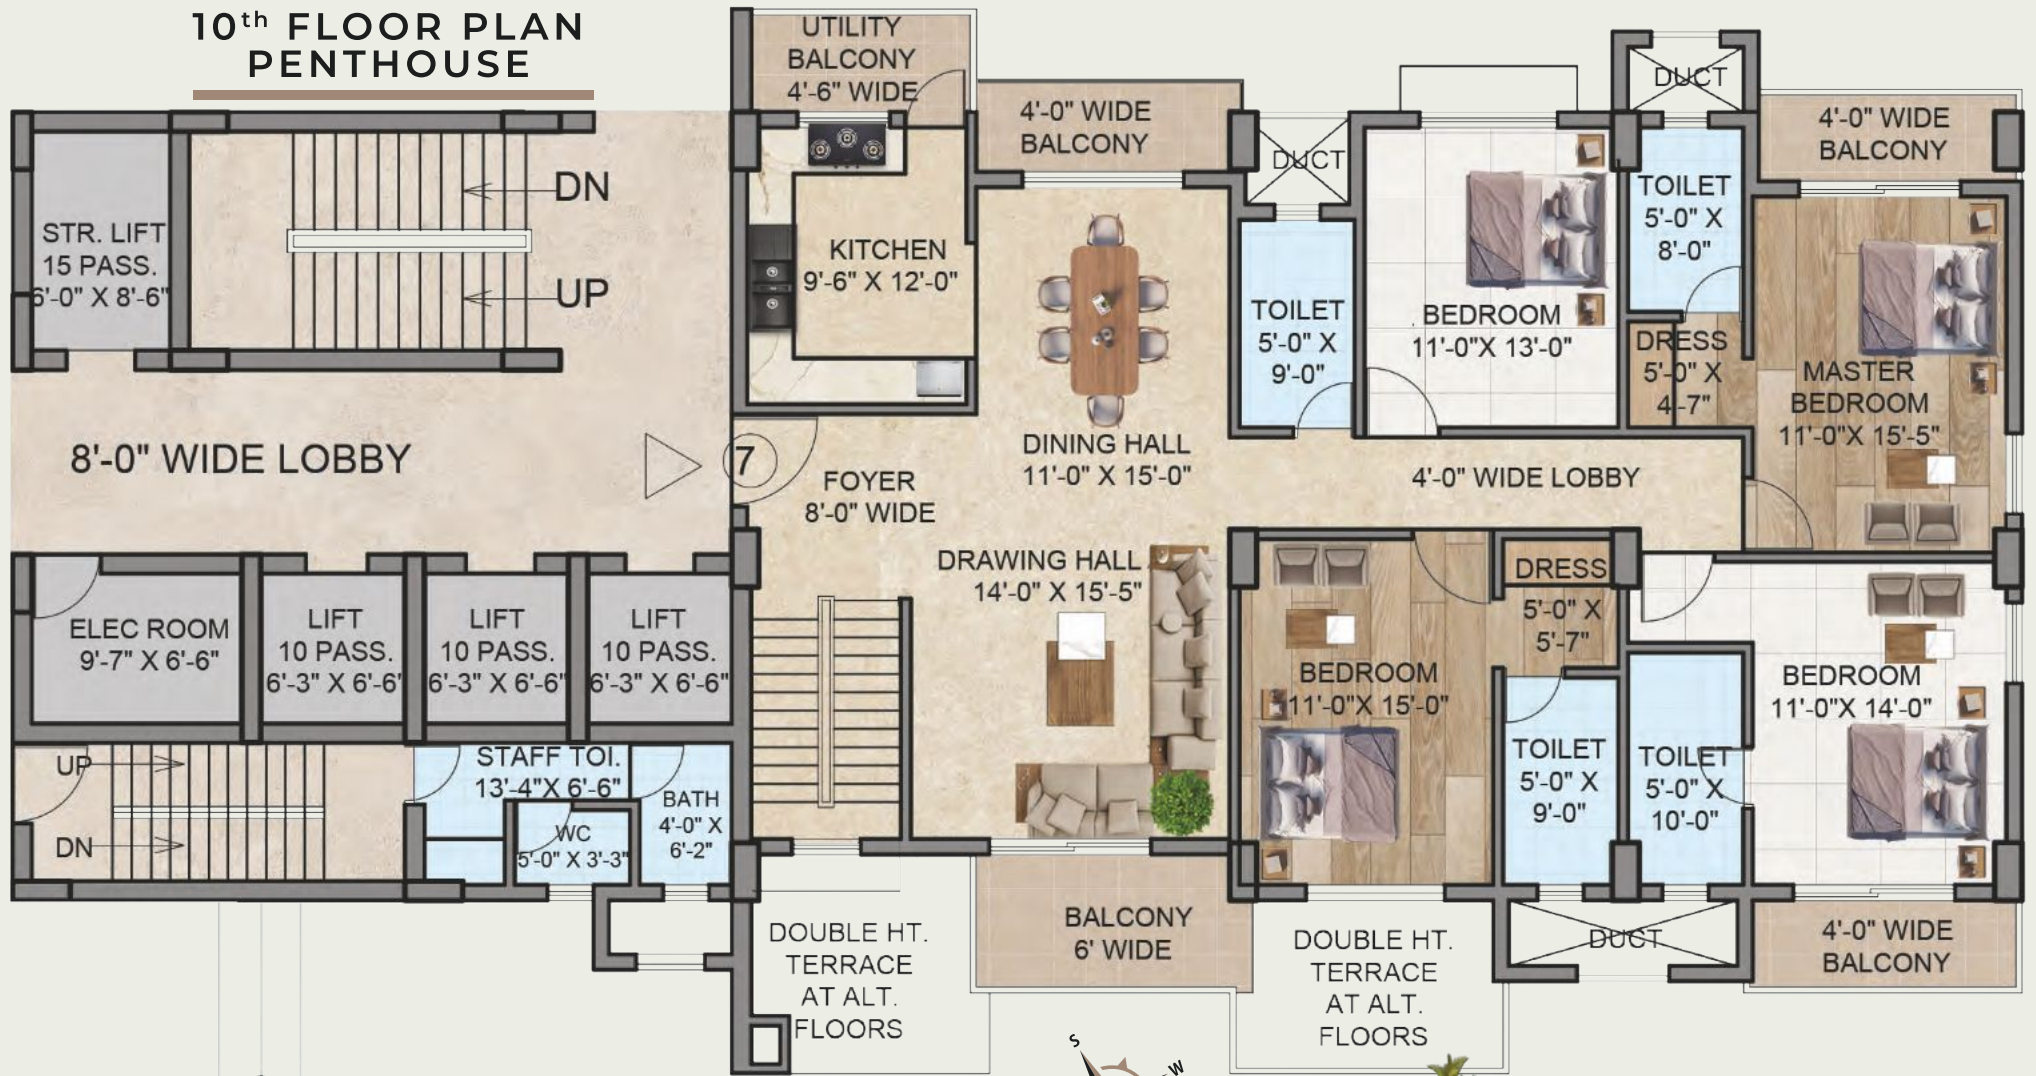 10th FLOOR PLAN
PENTHOUSE
UTILITY
BALCONY
4'-6" WIDE
4'-0" WIDE
BALCONY
DUCT
DUCT
4'-0" WIDE
BALCONY
STR. LIFT
15 PASS.
6'-0" X 8'-6"
DN
UP
KITCHEN
9'-6" X 12'-0"
TOILET
5'-0" X
9'-0"
BEDROOM
11'-0"X 13'-0"
TOILET
5'-0" X
8'-0"
DRESS
5'-0" X
4'-7"
MASTER
BEDROOM
11'-0"X 15'-5"
8'-0" WIDE LOBBY
7
FOYER
8'-0" WIDE
DINING HALL
11'-0" X 15'-0"
4'-0" WIDE LOBBY
DRAWING HALL
14'-0" X 15'-5"
ELEC ROOM
9'-7" X 6'-6"
LIFT
10 PASS.
6'-3" X 6'-6"
LIFT
10 PASS.
6'-3" X 6'-6"
LIFT
10 PASS.
6'-3" X 6'-6"
DRESS
5'-0" X
5'-7"
BEDROOM
11'-0"X 15'-0"
BEDROOM
11'-0"X 14'-0"
TOILET
5'-0" X
9'-0"
TOILET
5'-0" X
10'-0"
UP
DN
STAFF TOI.
13'-4"X 6'-6"
WC
5'-0" X 3'-3"
BATH
4'-0" X
6'-2"
DOUBLE HT.
TERRACE
AT ALT.
FLOORS
BALCONY
6' WIDE
DOUBLE HT.
TERRACE
AT ALT.
FLOORS
DUCT
4'-0" WIDE
BALCONY
S
W